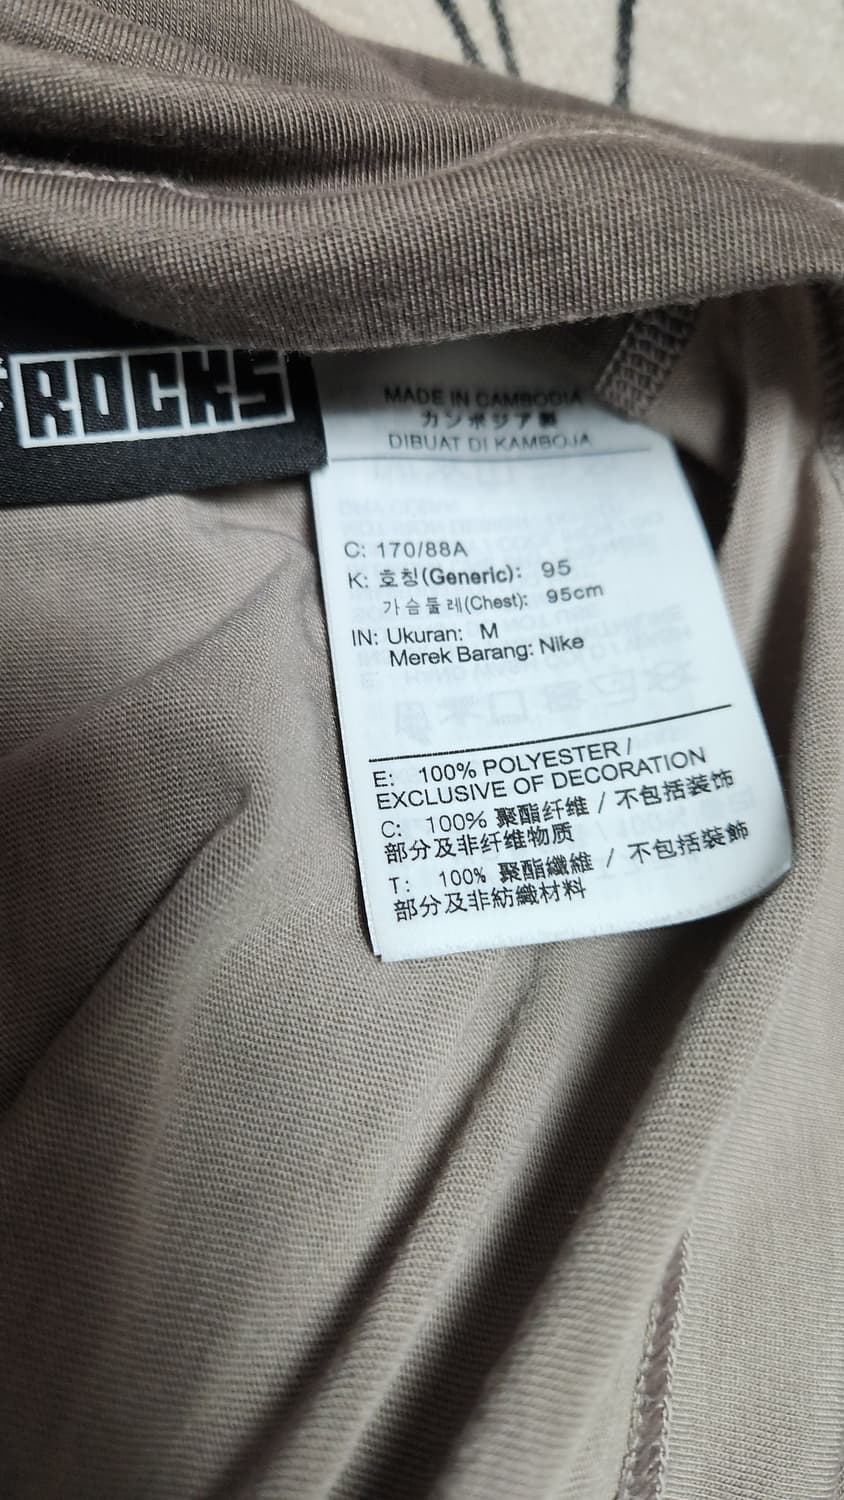 ROCKS
MADE IN CAMBODIA
カンボジア製
DIBUAT DI KAMBOJA
C: 170/88A
K: 호칭(Generic): 95
가슴둘레(Chest): 95cm
IN: Ukuran: M
Merek Barang: Nike
E: 100% POLYESTER /
EXCLUSIVE OF DECORATION
C: 100% 聚酯纤维 / 不包括装饰
部分及非纤维物质
T: 100% 聚酯纖維 / 不包括裝飾
部分及非紡織材料